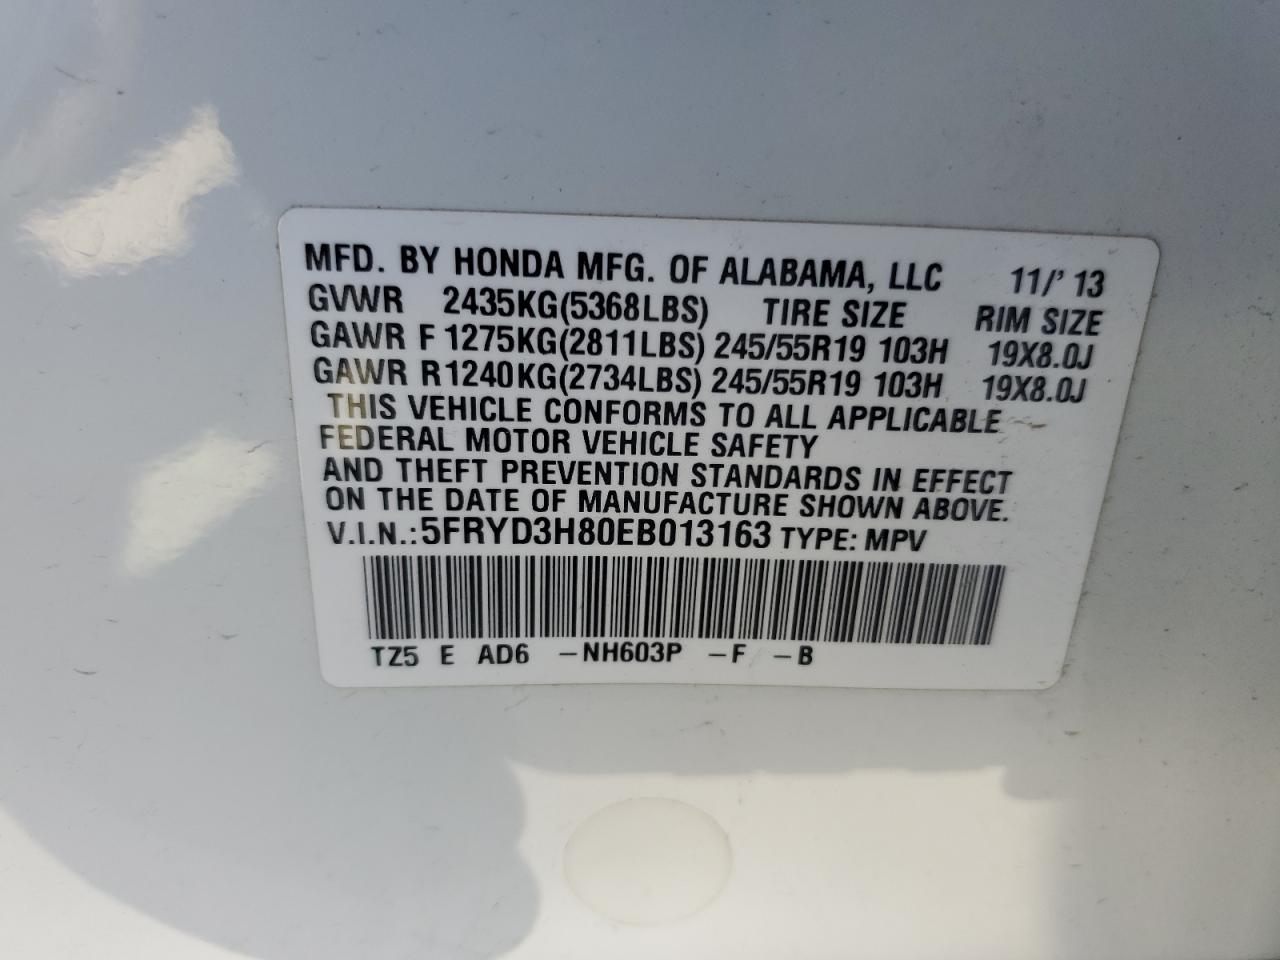 MFD. BY HONDA MFG. OF ALABAMA, LLC 11/' 13
GVWR 2435KG(5368LBS) TIRE SIZE RIM SIZE
GAWR F 1275KG(2811LBS) 245/55R19 103H 19X8.0J
GAWR R1240KG(2734LBS) 245/55R19 103H 19X8.0J
THIS VEHICLE CONFORMS TO ALL APPLICABLE
FEDERAL MOTOR VEHICLE SAFETY
AND THEFT PREVENTION STANDARDS IN EFFECT
ON THE DATE OF MANUFACTURE SHOWN ABOVE.
V.I.N.:5FRYD3H80EB013163 TYPE: MPV
TZ5 E AD6 –NH603P –F –B